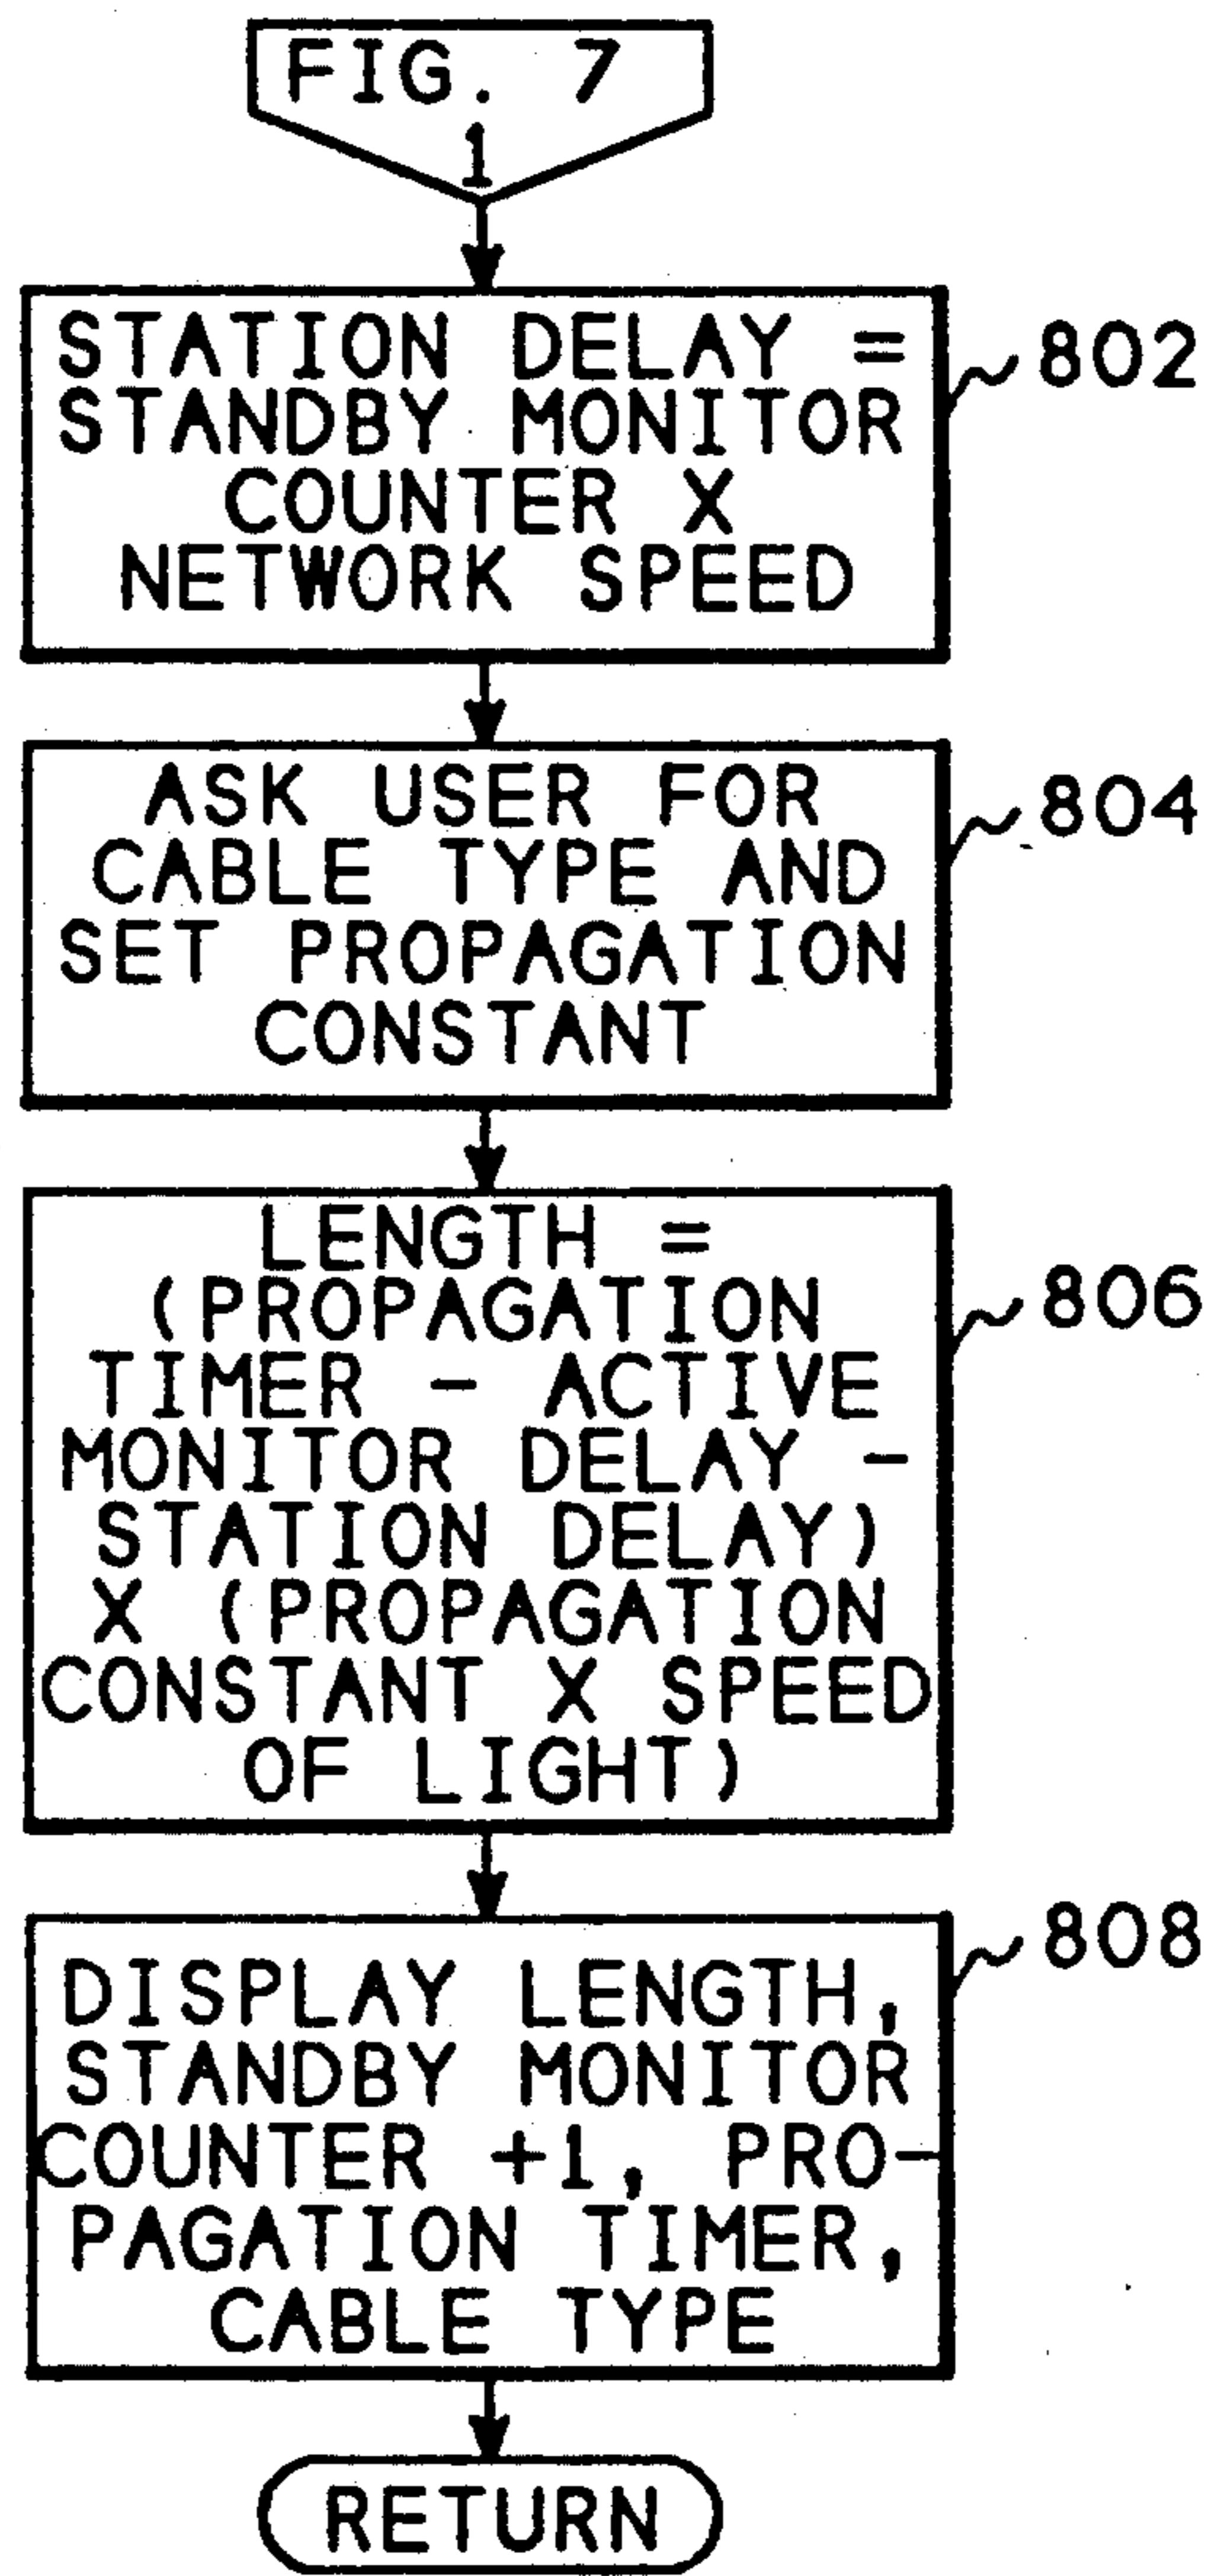 FIG. 7
1
STATION DELAY =
STANDBY MONITOR
COUNTER X
NETWORK SPEED
802
ASK USER FOR
CABLE TYPE AND
SET PROPAGATION
CONSTANT
804
LENGTH =
(PROPAGATION
TIMER - ACTIVE
MONITOR DELAY -
STATION DELAY)
X (PROPAGATION
CONSTANT X SPEED
OF LIGHT)
806
DISPLAY LENGTH,
STANDBY MONITOR
COUNTER +1, PRO-
PAGATION TIMER,
CABLE TYPE
808
RETURN